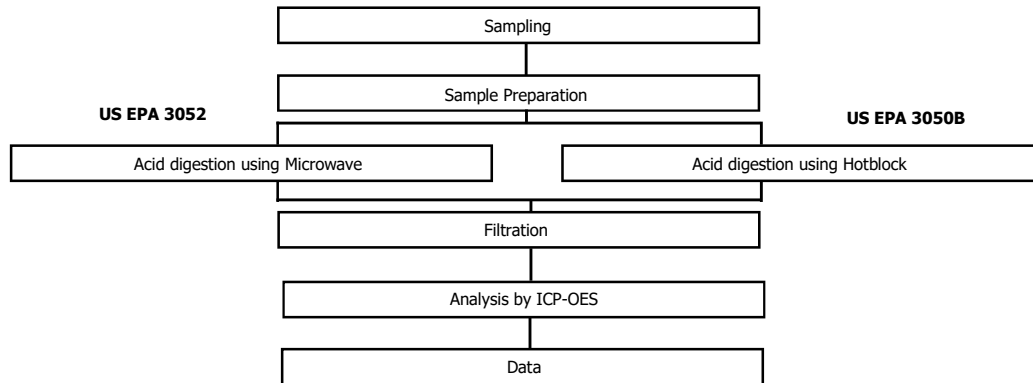 Sampling
Sample Preparation
US EPA 3052
US EPA 3050B
Acid digestion using Microwave
Acid digestion using Hotblock
Filtration
Analysis by ICP-OES
Data